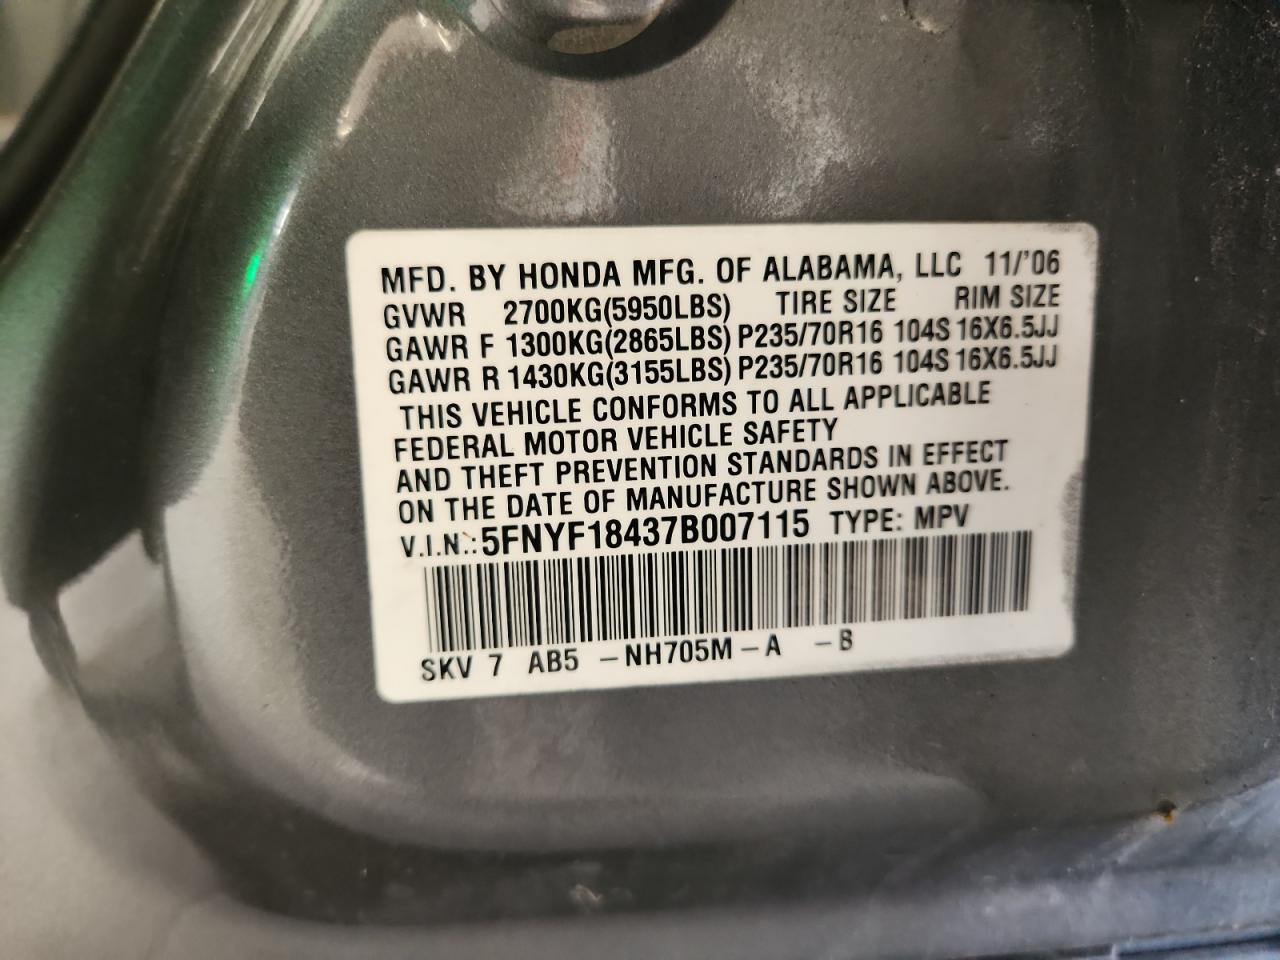 MFD. BY HONDA MFG. OF ALABAMA, LLC 11/'06
GVWR 2700KG(5950LBS) TIRE SIZE RIM SIZE
GAWR F 1300KG(2865LBS) P235/70R16 104S 16X6.5JJ
GAWR R 1430KG(3155LBS) P235/70R16 104S 16X6.5JJ
THIS VEHICLE CONFORMS TO ALL APPLICABLE
FEDERAL MOTOR VEHICLE SAFETY
AND THEFT PREVENTION STANDARDS IN EFFECT
ON THE DATE OF MANUFACTURE SHOWN ABOVE.
V.I.N.: 5FNYF18437B007115 TYPE: MPV
SKV 7 AB5 -NH705M-A -B